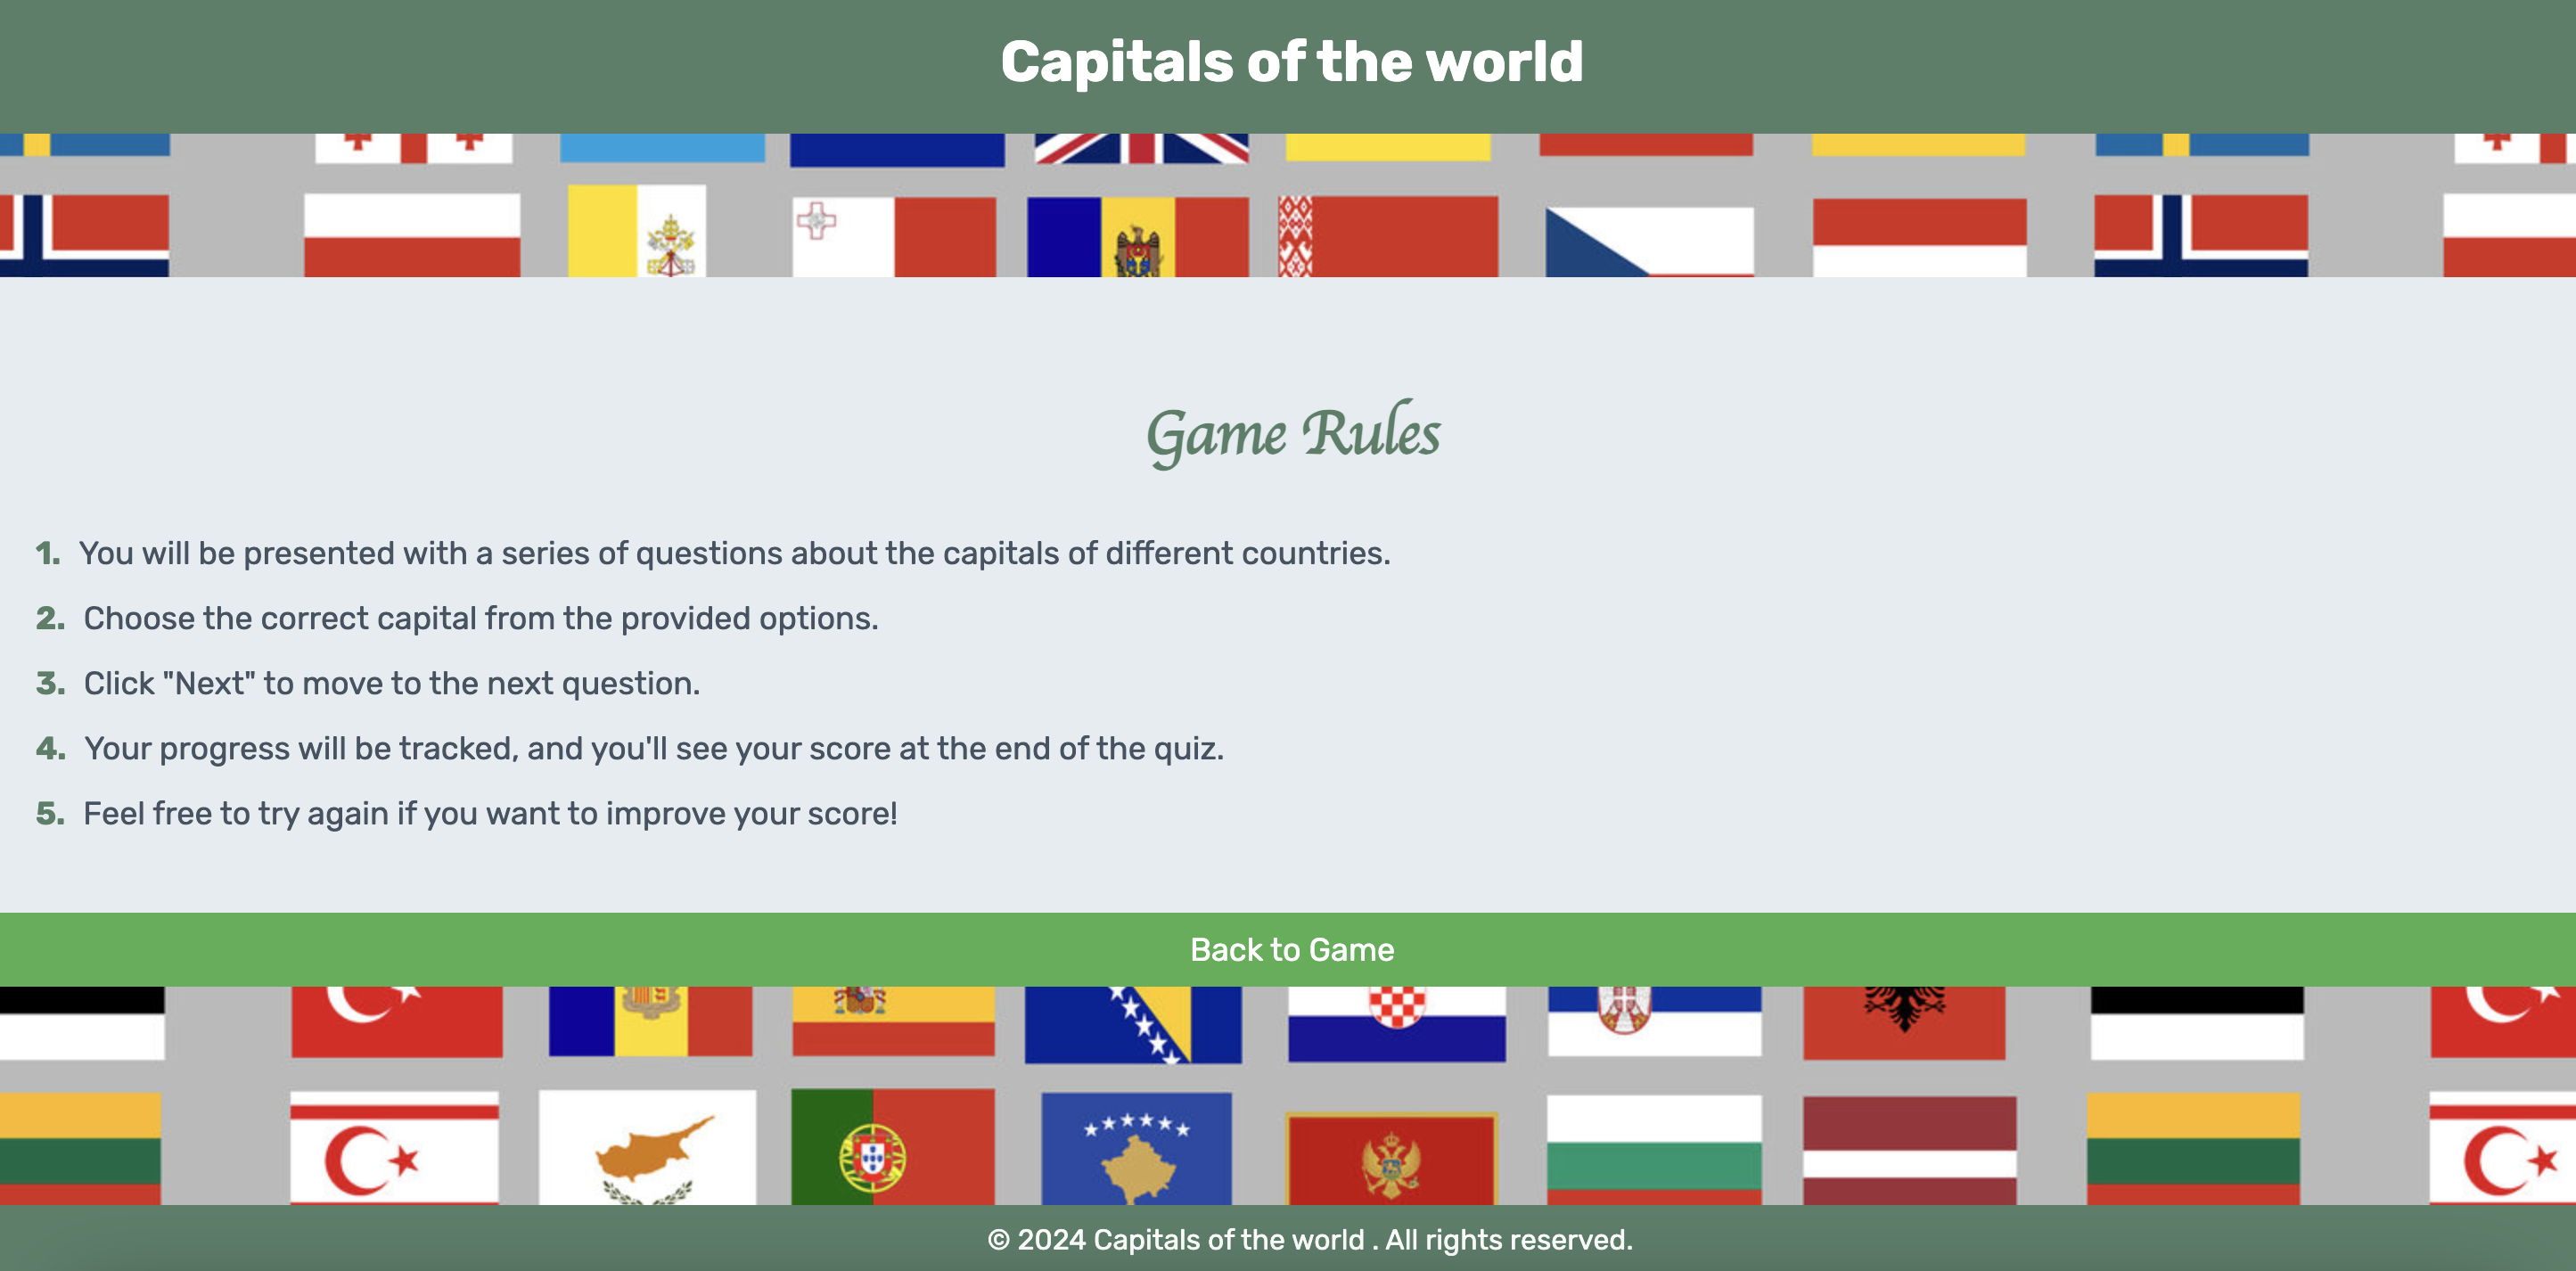 Capitals of the world
Game Rules
1. You will be presented with a series of questions about the capitals of different countries.
2. Choose the correct capital from the provided options.
3. Click "Next" to move to the next question.
4. Your progress will be tracked, and you'll see your score at the end of the quiz.
5. Feel free to try again if you want to improve your score!
Back to Game
© 2024 Capitals of the world . All rights reserved.